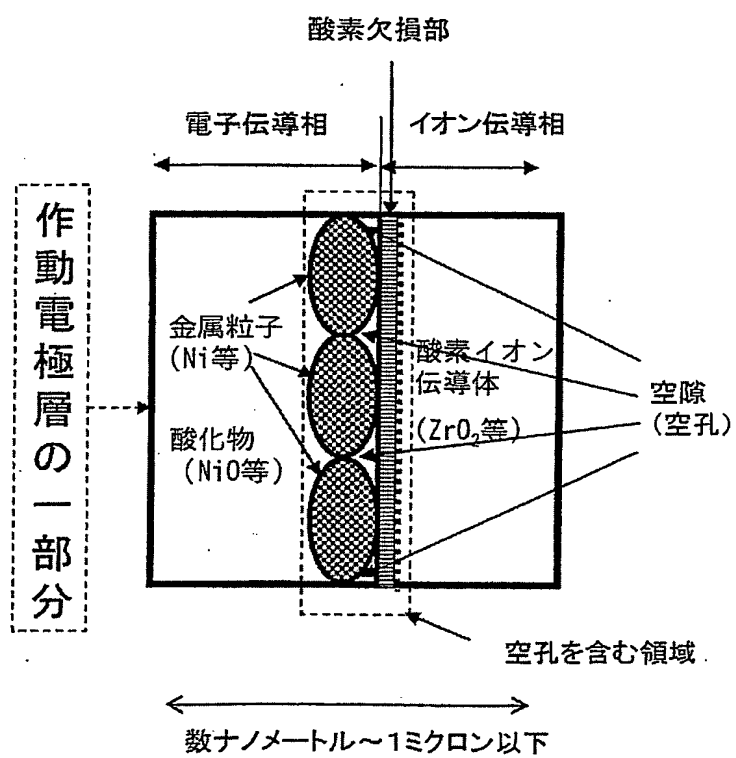 酸素欠損部
電子伝導相
イオン伝導相
作動電極層の一部分
金属粒子
(Ni等)
酸化物
(NiO等)
酸素イオン
伝導体
(ZrO₂等)
空隙
(空孔)
空孔を含む領域
数ナノメートル~1ミクロン以下